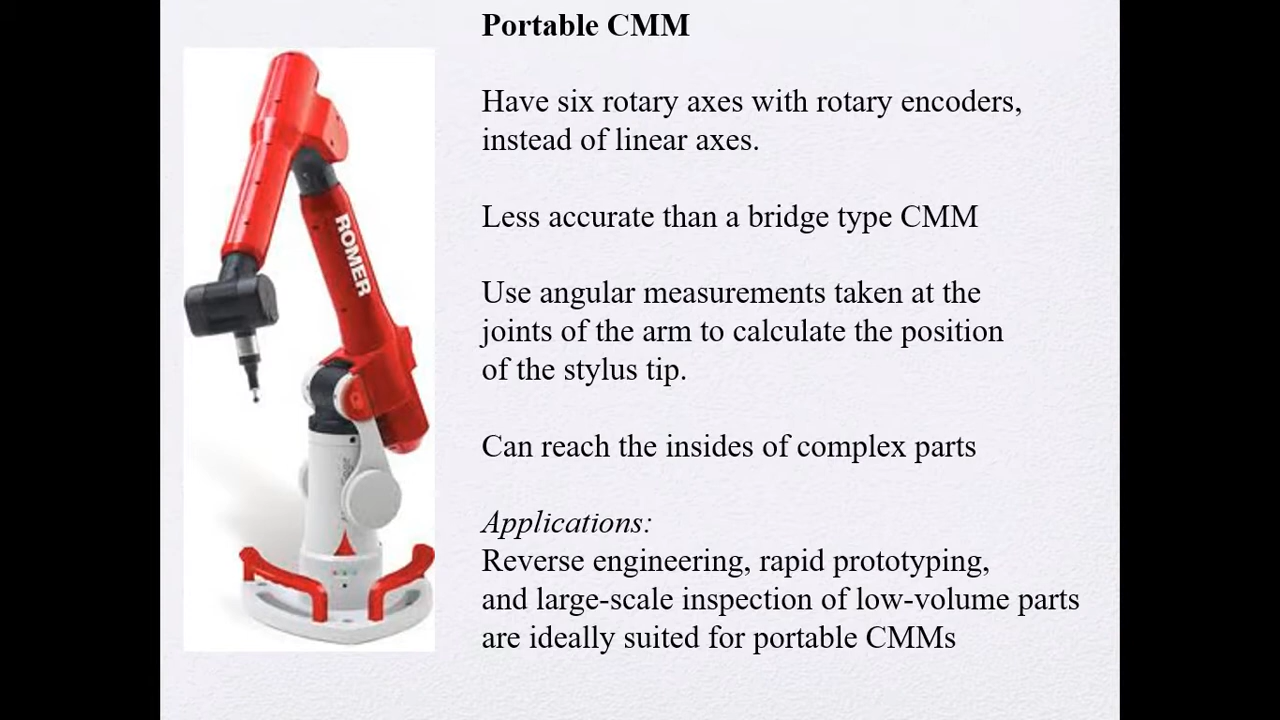 Portable CMM
Have six rotary axes with rotary encoders,
instead of linear axes.
Less accurate than a bridge type CMM
Use angular measurements taken at the
joints of the arm to calculate the position
of the stylus tip.
Can reach the insides of complex parts
Applications:
Reverse engineering, rapid prototyping,
and large-scale inspection of low-volume parts
are ideally suited for portable CMMs
ROMER